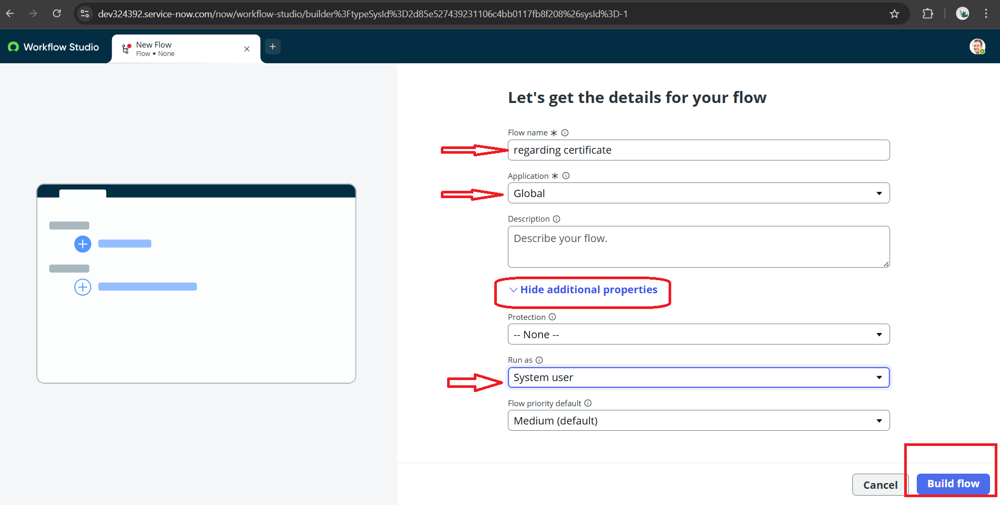 dev324392.service-now.com/now/workflow-studio/builder%3FtypeSysId%3D2d85e527439231106c4bb0117fb8f208%26sysId%3D-1
Workflow Studio
New Flow
Flow • None
Let's get the details for your flow
Flow name
regarding certificate
Application
Global
Description
Describe your flow.
Hide additional properties
Protection
-- None --
Run as
System user
Flow priority default
Medium (default)
Cancel
Build flow